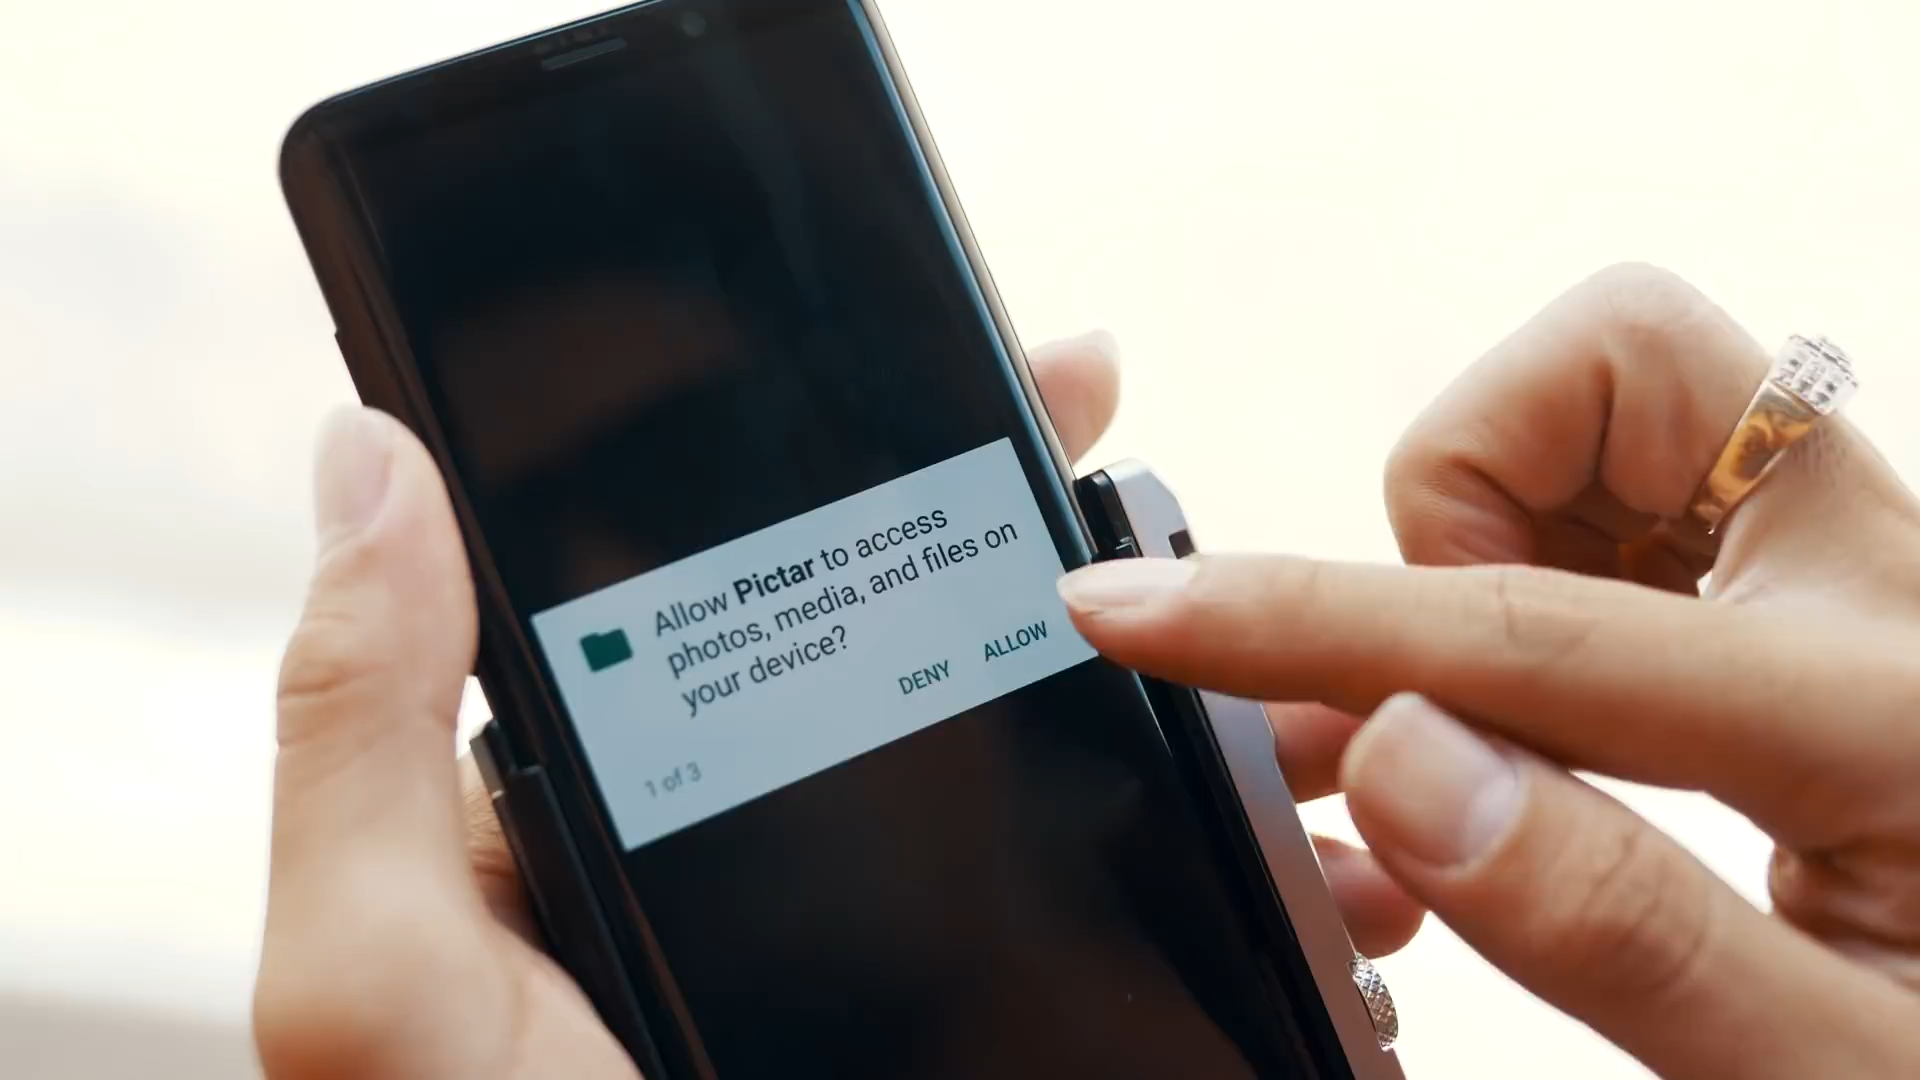 Allow Pictar to access
photos, media, and files on
your device?
DENY ALLOW
1 of 3